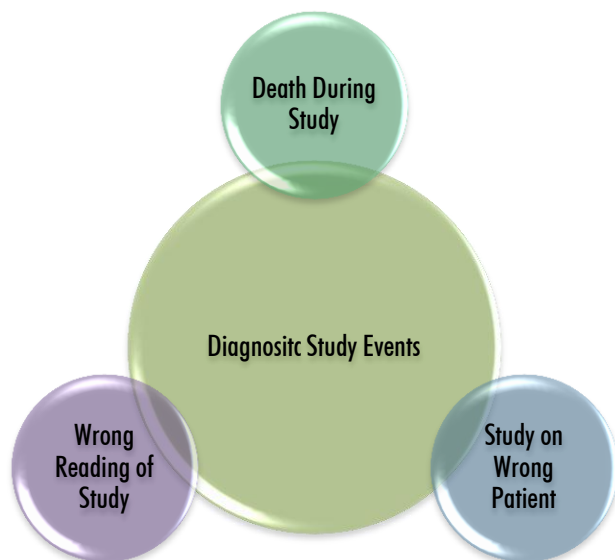 Death During
Study
Diagnositc Study Events
Wrong
Reading of
Study
Study on
Wrong
Patient